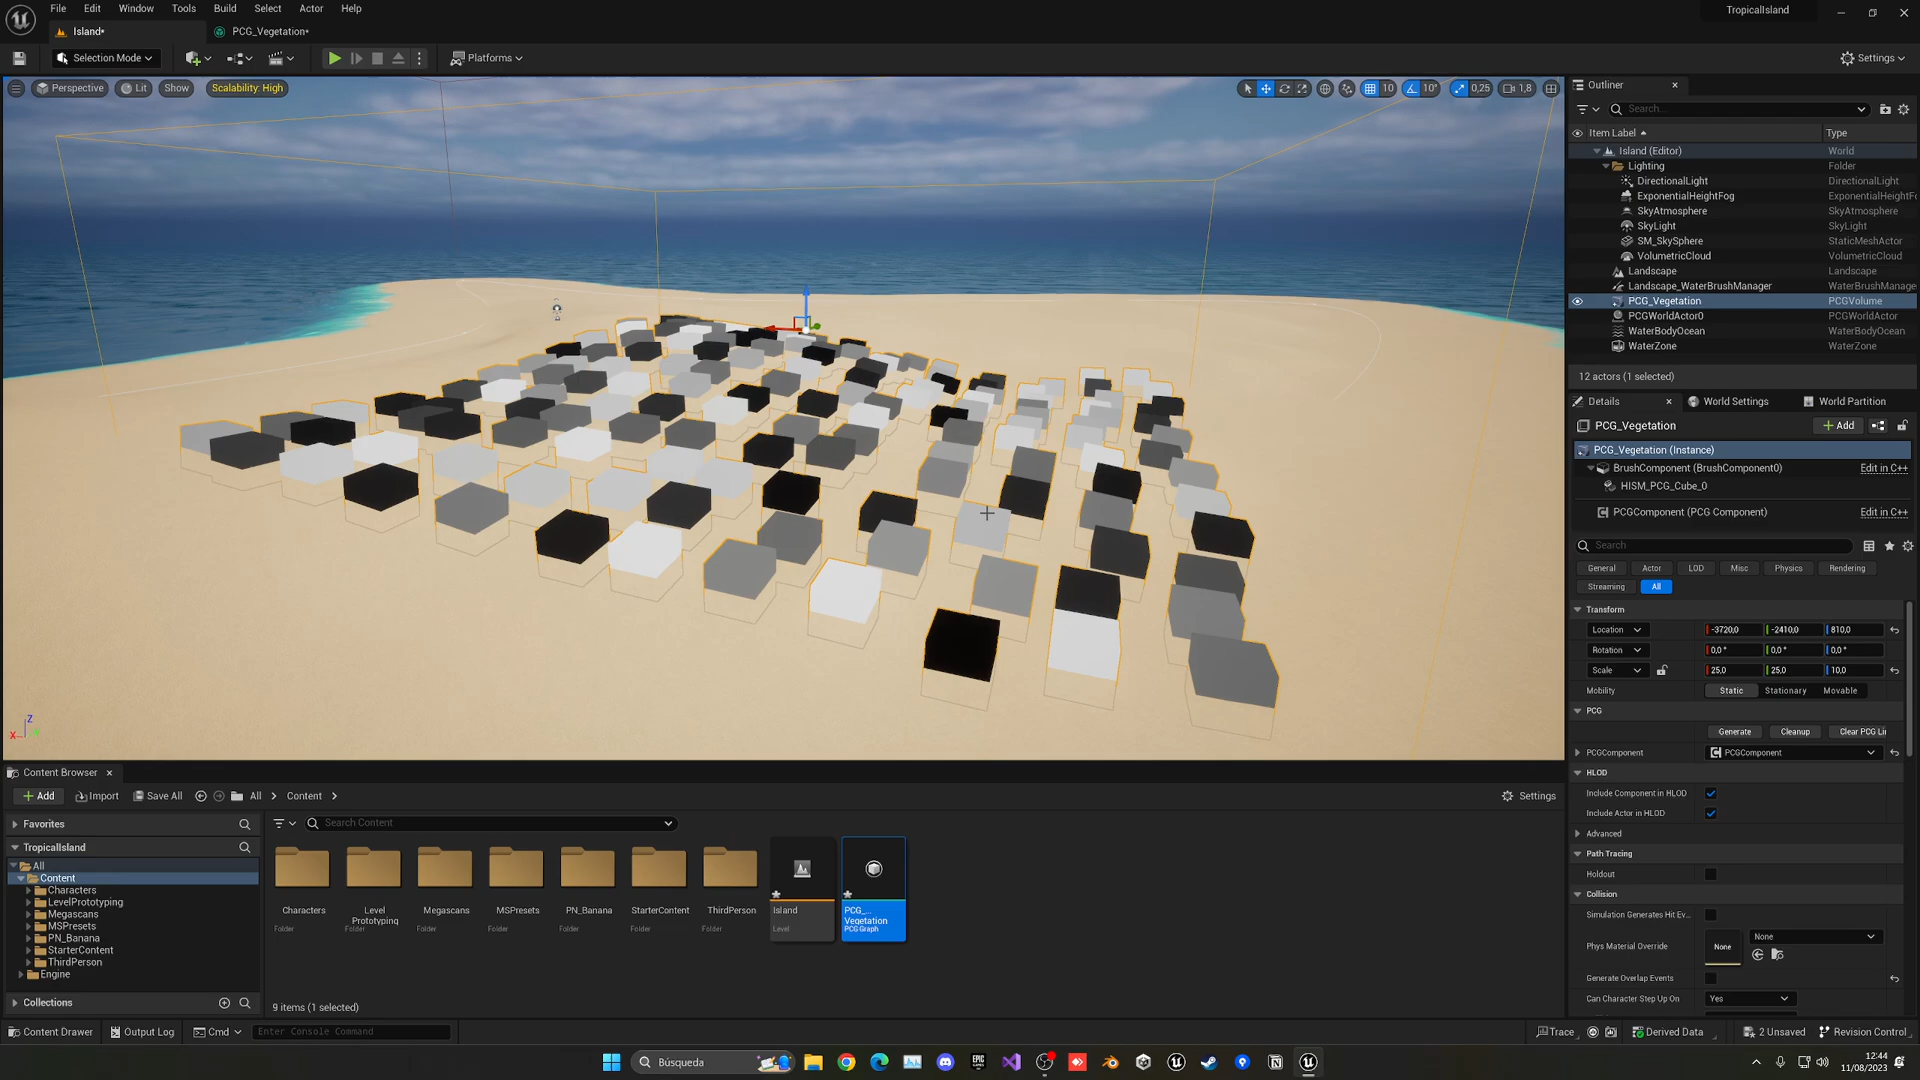 File Edit Window Tools Build Select Actor Help
TropicalIsland
Island*
PCG_Vegetation*
Selection Mode
Platforms
Settings
Perspective Lit Show Scalability: High
10 10° 0,25 1,8
Outliner
Search...
Item Label Type
Island (Editor) World
Lighting Folder
DirectionalLight DirectionalLight
ExponentialHeightFog ExponentialHeightFo
SkyAtmosphere SkyAtmosphere
SkyLight SkyLight
SM_SkySphere StaticMeshActor
VolumetricCloud VolumetricCloud
Landscape Landscape
Landscape_WaterBrushManager WaterBrushManage
PCG_Vegetation PCGVolume
PCGWorldActor0 PCGWorldActor
WaterBodyOcean WaterBodyOcean
WaterZone WaterZone
12 actors (1 selected)
Details World Settings World Partition
PCG_Vegetation Add
PCG_Vegetation (Instance)
BrushComponent (BrushComponent0) Edit in C++
HISM_PCG_Cube_0
PCGComponent (PCG Component) Edit in C++
Search
General Actor LOD Misc Physics Rendering
Streaming All
Transform
Location -3720,0 -2410,0 810,0
Rotation 0,0° 0,0° 0,0°
Scale 25,0 25,0 10,0
Mobility Static Stationary Movable
PCG
Generate Cleanup Clear PCG Li
PCGComponent PCGComponent
HLOD
Include Component in HLOD
Include Actor in HLOD
Advanced
Path Tracing
Holdout
Collision
Simulation Generates Hit Ev...
Phys Material Override None None
Generate Overlap Events
Can Character Step Up On Yes
Z
X
Content Browser
Add Import Save All All Content Settings
Favorites
Search Content
TropicalIsland
All
Content
Characters
LevelPrototyping
Megascans
MSPresets
PN_Banana
StarterContent
ThirdPerson
Engine
Collections
Characters
Folder
Level
Prototyping
Folder
Megascans
Folder
MSPresets
Folder
PN_Banana
Folder
StarterContent
Folder
ThirdPerson
Folder
Island
Level
PCG_...
Vegetation
PCG Graph
9 items (1 selected)
Content Drawer Output Log Cmd Enter Console Command
Trace Derived Data 2 Unsaved Revision Control
Búsqueda
EPIC
GAMES
12:44
11/08/2023